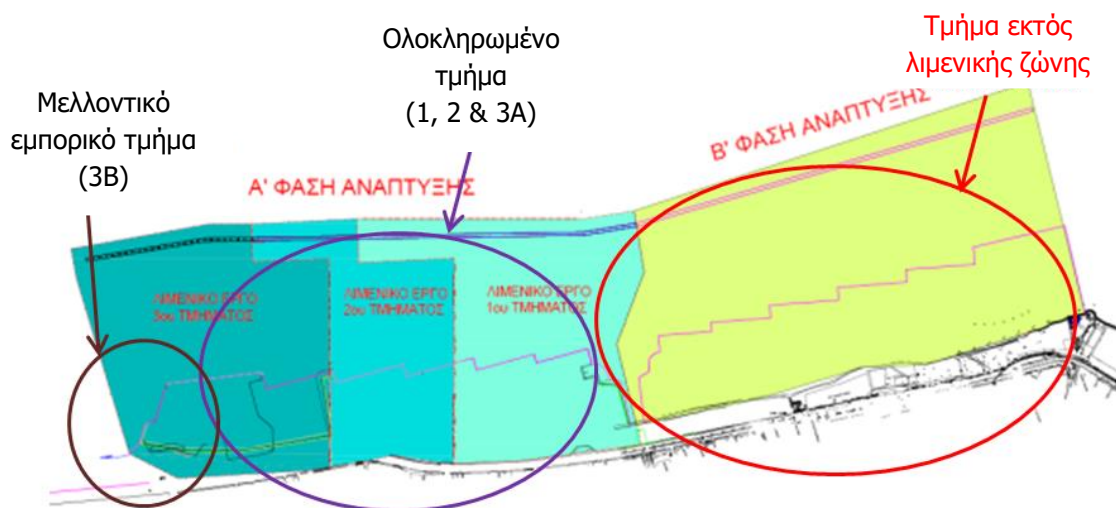 Μελλοντικό
εμπορικό τμήμα
(3Β)
Ολοκληρωμένο
τμήμα
(1, 2 & 3Α)
Τμήμα εκτός
λιμενικής ζώνης
Α' ΦΑΣΗ ΑΝΑΠΤΥΞΗΣ
Β' ΦΑΣΗ ΑΝΑΠΤΥΞΗΣ
ΛΙΜΕΝΙΚΟ ΕΡΓΟ
3ου ΤΜΗΜΑΤΟΣ
ΛΙΜΕΝΙΚΟ ΕΡΓΟ
2ου ΤΜΗΜΑΤΟΣ
ΛΙΜΕΝΙΚΟ ΕΡΓΟ
1ου ΤΜΗΜΑΤΟΣ